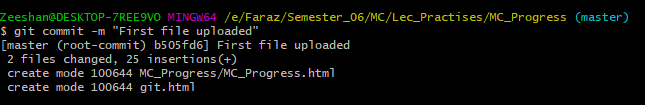 Zeeshan@DESKTOP-7REE9VO MINGW64 /e/Faraz/Semester_06/MC/Lec_Practises/MC_Progress (master)
$ git commit -m "First file uploaded"
[master (root-commit) b505fd6] First file uploaded
 2 files changed, 25 insertions(+)
 create mode 100644 MC_Progress/MC_Progress.html
 create mode 100644 git.html